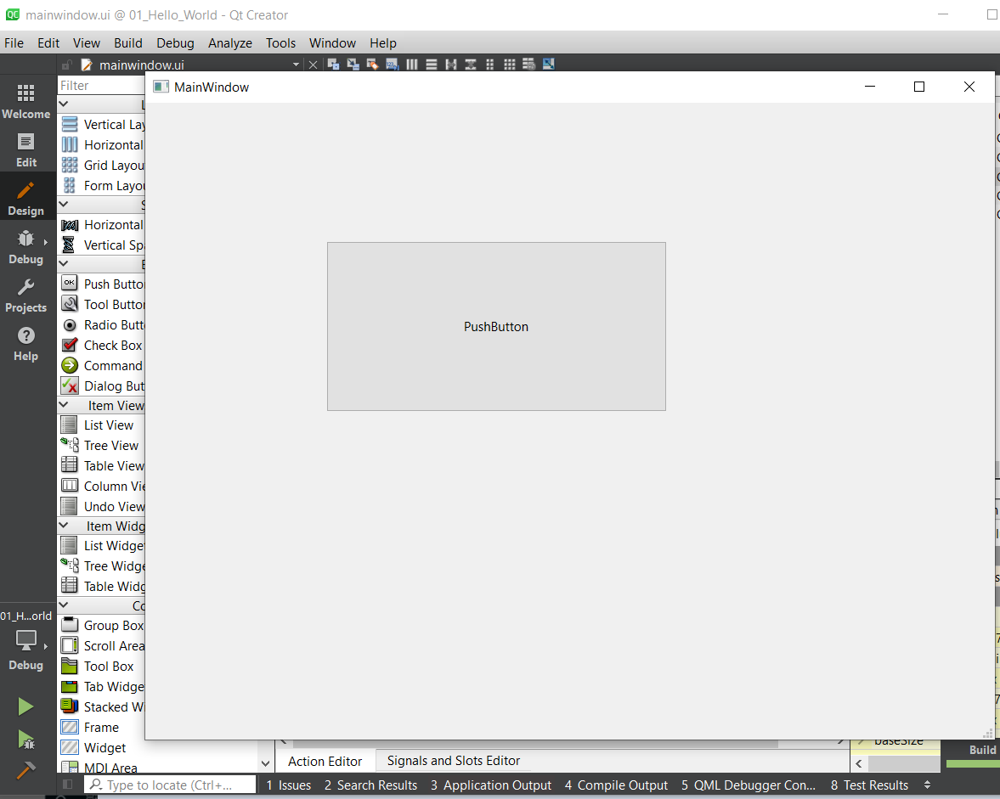 mainwindow.ui @ 01_Hello_World - Qt Creator
File Edit View Build Debug Analyze Tools Window Help
mainwindow.ui
Filter
MainWindow
Welcome
Edit
Design
Debug
Projects
Help
01_H...orld
Debug
Vertical Lay
Horizontal
Grid Layou
Form Layou
Horizontal
Vertical Spa
Push Butto
Tool Button
Radio Butt
Check Box
Command
Dialog But
Item View
List View
Tree View
Table View
Column Vie
Undo View
Item Widg
List Widge
Tree Widge
Table Widg
Co
Group Box
Scroll Area
Tool Box
Tab Widge
Stacked W
Frame
Widget
MDI Area
PushButton
baseSize
Action Editor Signals and Slots Editor
Build
Type to locate (Ctrl+... 1 Issues 2 Search Results 3 Application Output 4 Compile Output 5 QML Debugger Con... 8 Test Results